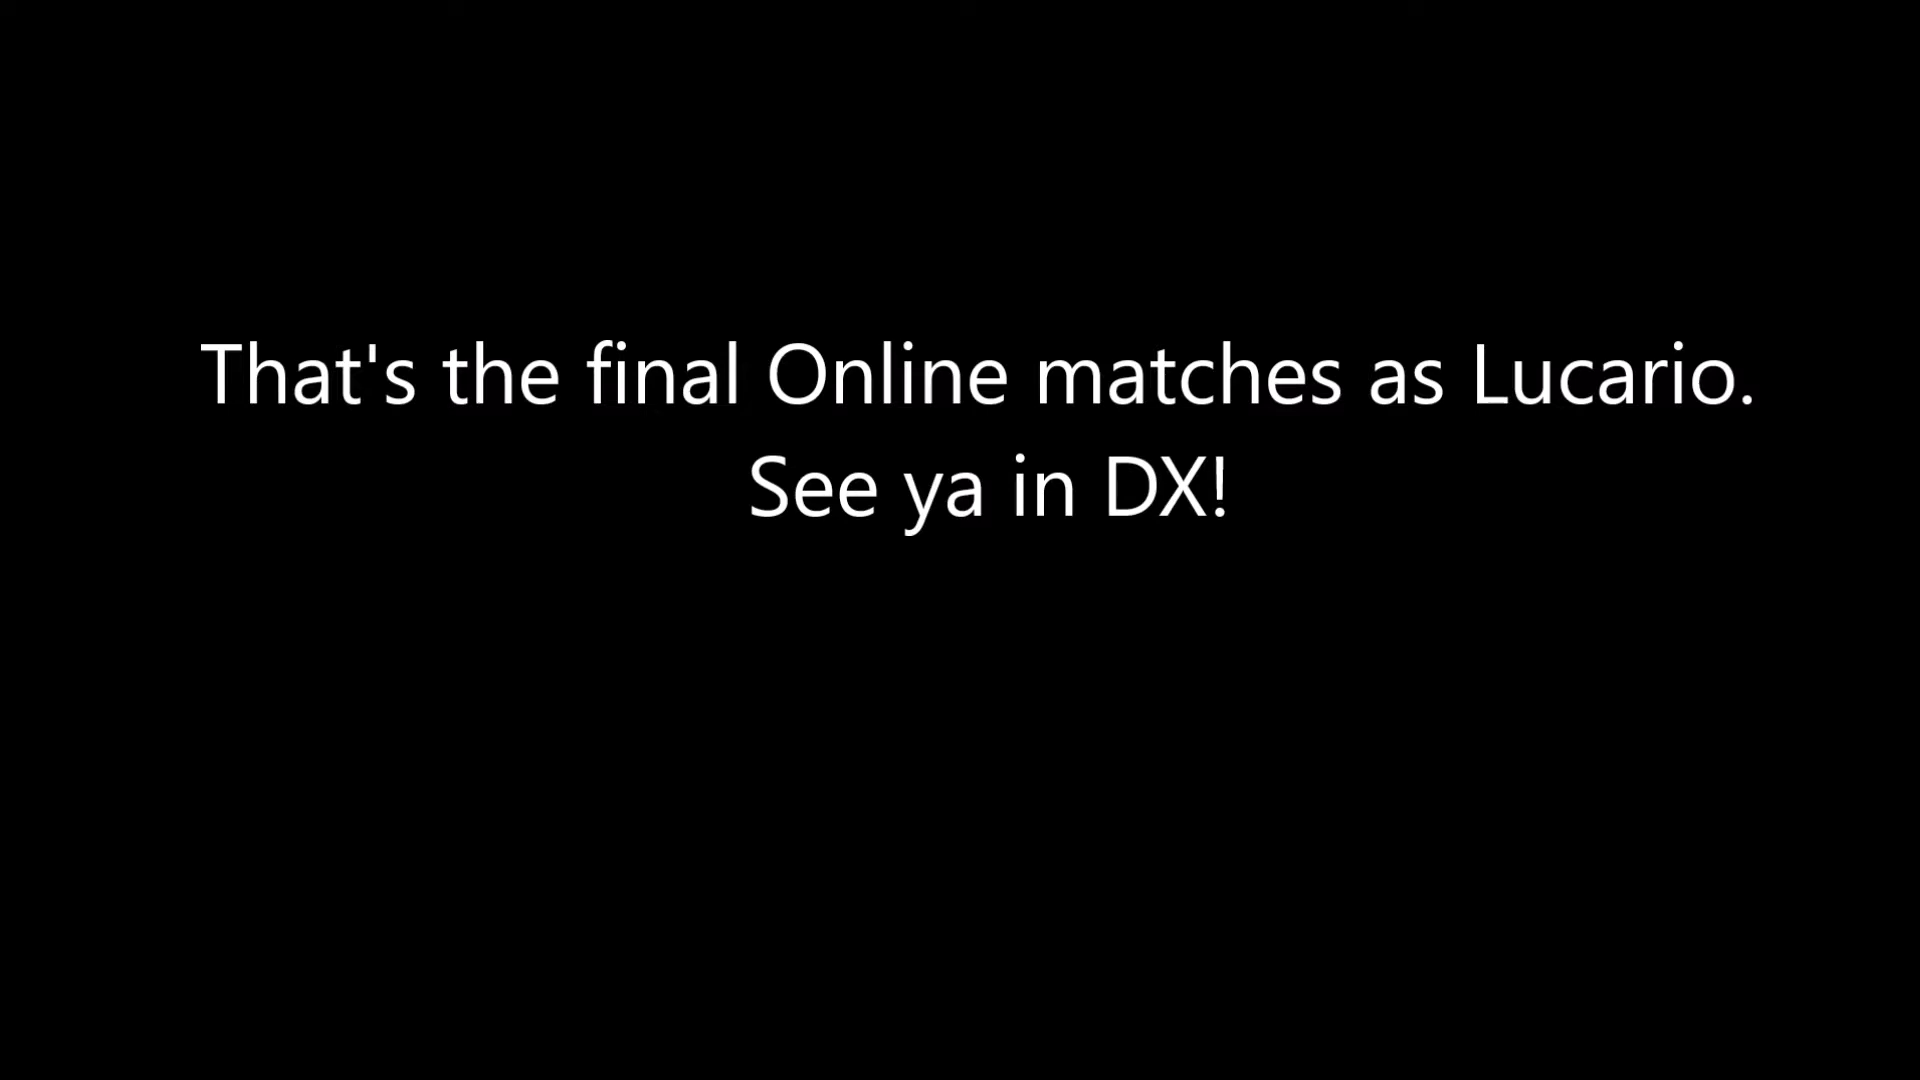 That's the final Online matches as Lucario.
See ya in DX!